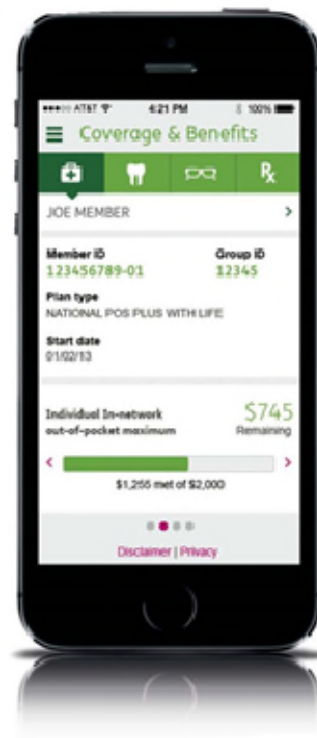 AT&T 4:21 PM 100%
Coverage & Benefits
Rx
JOE MEMBER >
Member ID Group ID
123456789-01 12345
Plan type
NATIONAL POS PLUS WITH LIFE
Start date
01/02/13
Individual In-network $745
out-of-pocket maximum Remaining
< >
$1,255 met of $2,000
Disclaimer | Privacy